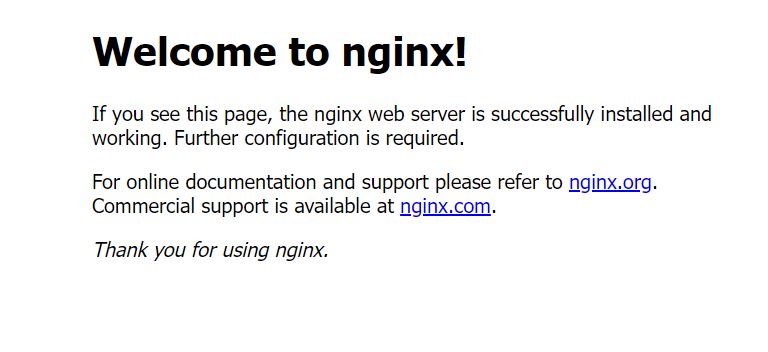 Welcome to nginx!
If you see this page, the nginx web server is successfully installed and
working. Further configuration is required.
For online documentation and support please refer to nginx.org.
Commercial support is available at nginx.com.
Thank you for using nginx.